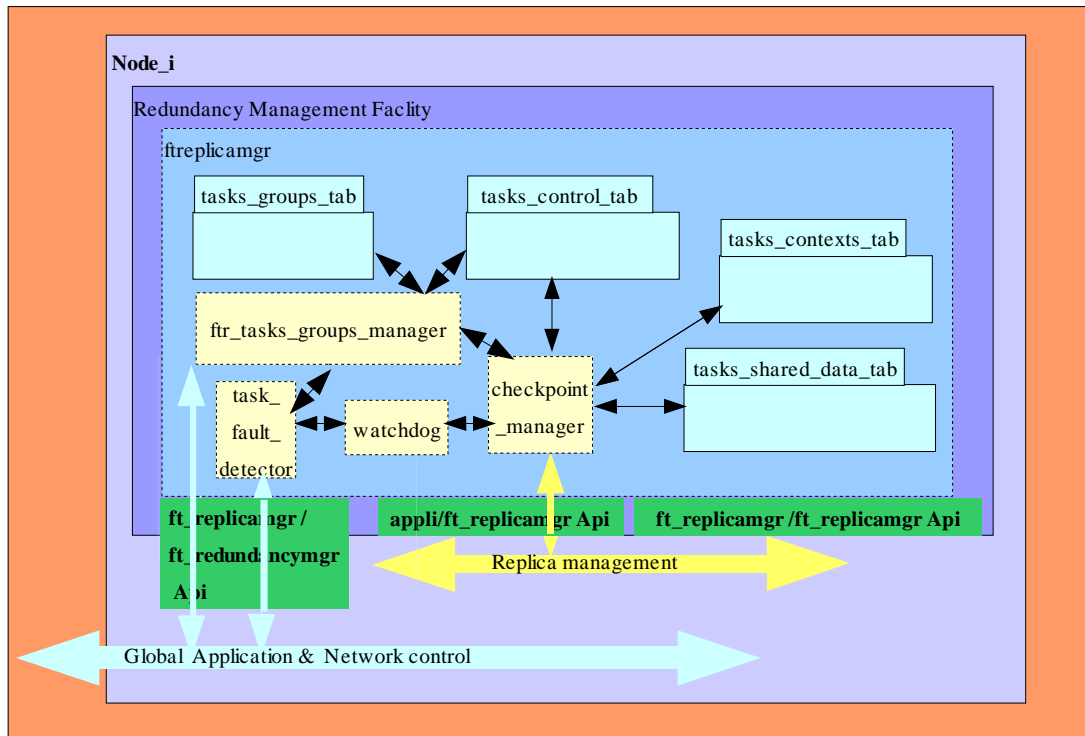 Node_i
Redundancy Management Faclity
ftreplicamgr
tasks_groups_tab
tasks_control_tab
tasks_contexts_tab
ftr_tasks_groups_manager
tasks_shared_data_tab
task_
fault_
detector
watchdog
checkpoint
_manager
ft_replicamgr /
ft_redundancymgr
Api
appli/ft_replicamgr Api
ft_replicamgr /ft_replicamgr Api
Replica management
Global Application & Network control